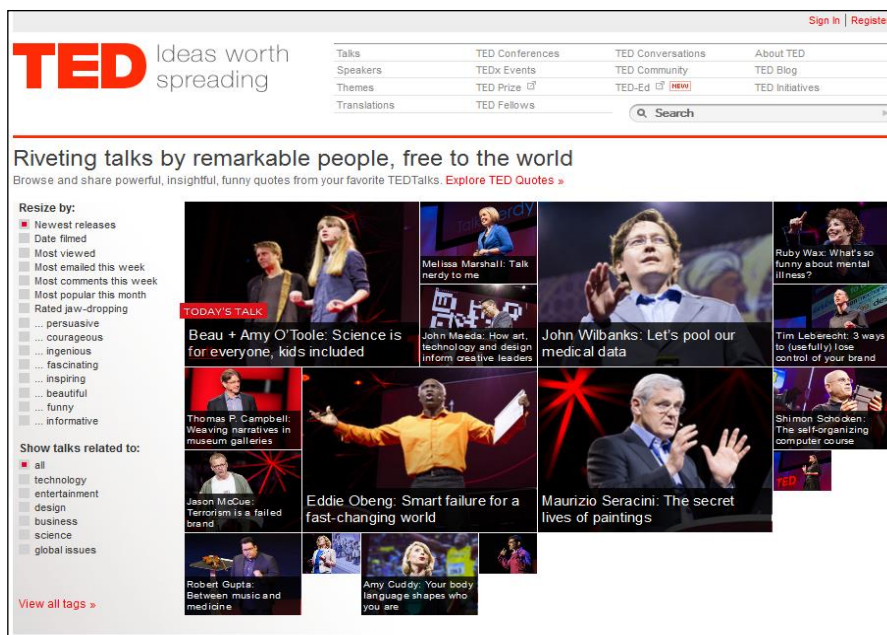 Sign In | Register
TED Ideas worth
spreading
Talks
Speakers
Themes
Translations
TED Conferences
TEDx Events
TED Prize
TED Fellows
TED Conversations
TED Community
TED-Ed NEW
About TED
TED Blog
TED Initiatives
Search
Riveting talks by remarkable people, free to the world
Browse and share powerful, insightful, funny quotes from your favorite TEDTalks. Explore TED Quotes »
Resize by:
Newest releases
Date filmed
Most viewed
Most emailed this week
Most comments this week
Most popular this month
Rated jaw-dropping
... persuasive
... courageous
... ingenious
... fascinating
... inspiring
... beautiful
... funny
... informative
Show talks related to:
all
technology
entertainment
design
business
science
global issues
View all tags »
TODAY'S TALK
Beau + Amy O'Toole: Science is
for everyone, kids included
Melissa Marshall: Talk
nerdy to me
John Maeda: How art,
technology and design
inform creative leaders
John Wilbanks: Let's pool our
medical data
Ruby Wax: What's so
funny about mental
illness?
Tim Leberecht: 3 ways
to (usefully) lose
control of your brand
Thomas P. Campbell:
Weaving narratives in
museum galleries
Jason McCue:
Terrorism is a failed
brand
Eddie Obeng: Smart failure for a
fast-changing world
Maurizio Seracini: The secret
lives of paintings
Shimon Schocken:
The self-organizing
computer course
TED
Robert Gupta:
Between music and
medicine
Amy Cuddy: Your body
language shapes who
you are